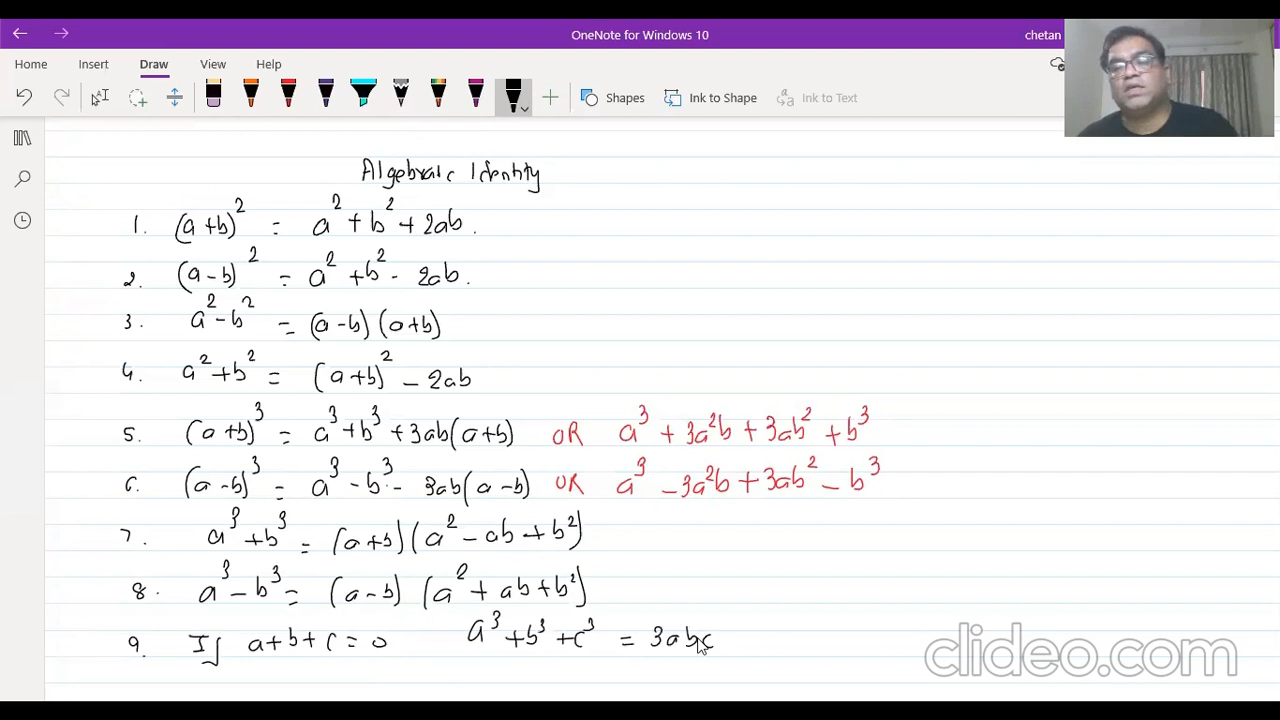 OneNote for Windows 10
chetan
Home Insert Draw View Help
Shapes Ink to Shape Ink to Text
Algebraic Identity
1. (a+b)² = a² + b² + 2ab.
2. (a-b)² = a² + b² - 2ab.
3. a² - b² = (a-b)(a+b)
4. a² + b² = (a+b)² - 2ab
5. (a+b)³ = a³ + b³ + 3ab(a+b) OR a³ + 3a²b + 3ab² + b³
6. (a-b)³ = a³ - b³ - 3ab(a-b) OR a³ - 3a²b + 3ab² - b³
7. a³ + b³ = (a+b)(a² - ab + b²)
8. a³ - b³ = (a-b)(a² + ab + b²)
9. If a+b+c = 0 a³ + b³ + c³ = 3abc
clideo.com